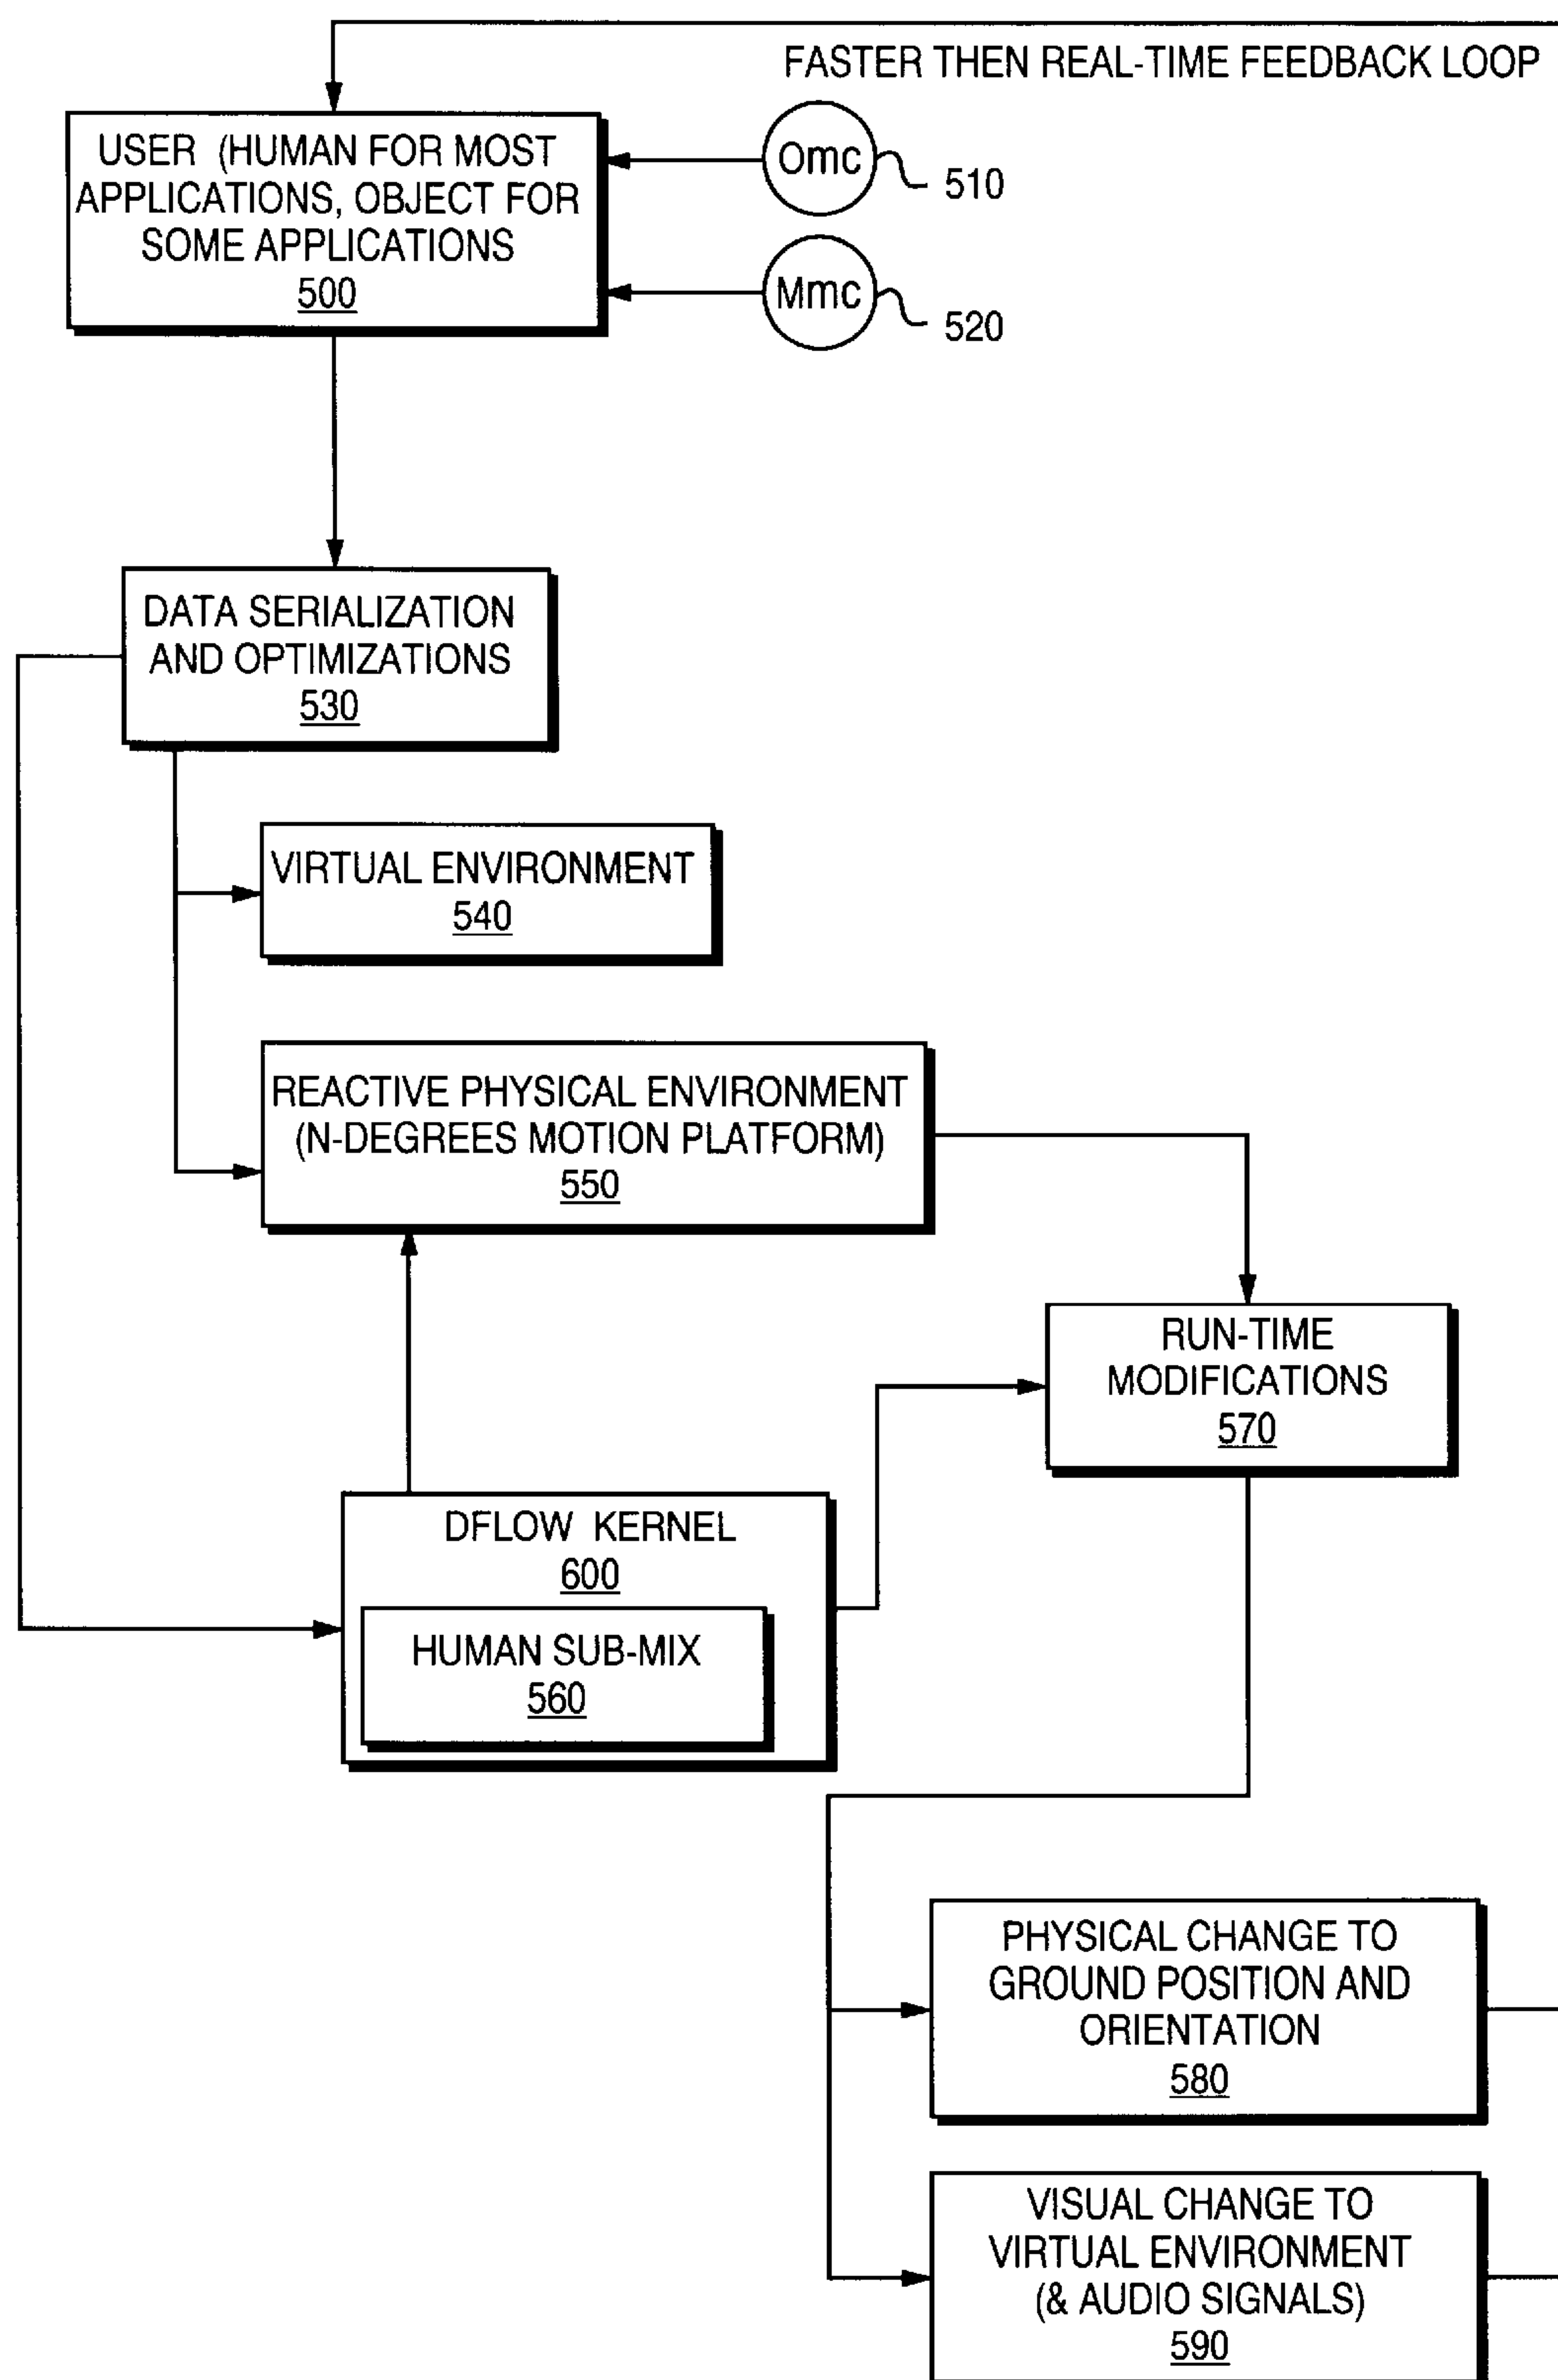 FASTER THEN REAL-TIME FEEDBACK LOOP
USER (HUMAN FOR MOST
APPLICATIONS, OBJECT FOR
SOME APPLICATIONS
500
Omc
510
Mmc
520
DATA SERIALIZATION
AND OPTIMIZATIONS
530
VIRTUAL ENVIRONMENT
540
REACTIVE PHYSICAL ENVIRONMENT
(N-DEGREES MOTION PLATFORM)
550
RUN-TIME
MODIFICATIONS
570
DFLOW KERNEL
600
HUMAN SUB-MIX
560
PHYSICAL CHANGE TO
GROUND POSITION AND
ORIENTATION
580
VISUAL CHANGE TO
VIRTUAL ENVIRONMENT
(& AUDIO SIGNALS)
590